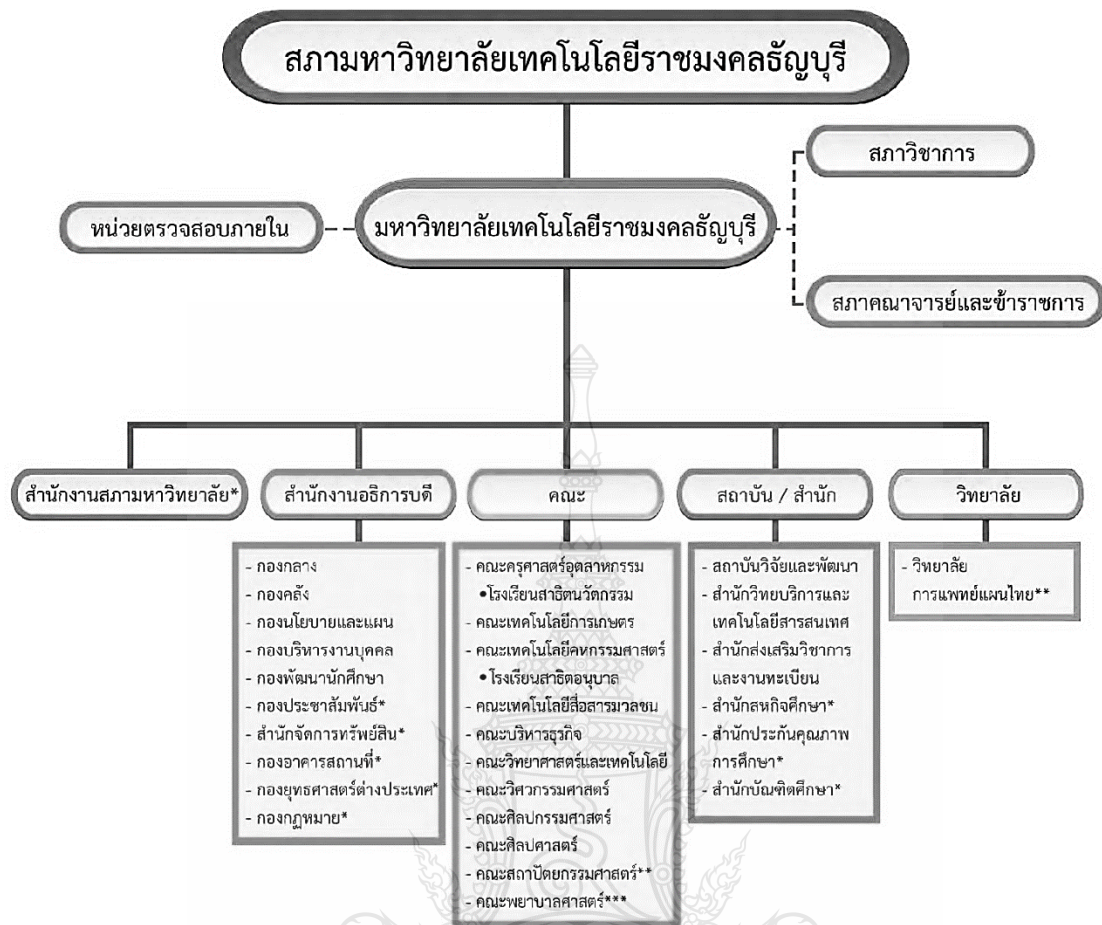 สภามหาวิทยาลัยเทคโนโลยีราชมงคลธัญบุรี
สภาวิชาการ
หน่วยตรวจสอบภายใน
มหาวิทยาลัยเทคโนโลยีราชมงคลธัญบุรี
สภาคณาจารย์และข้าราชการ
สำนักงานสภามหาวิทยาลัย*
สำนักงานอธิการบดี
- กองกลาง
- กองคลัง
- กองนโยบายและแผน
- กองบริหารงานบุคคล
- กองพัฒนานักศึกษา
- กองประชาสัมพันธ์*
- สำนักจัดการทรัพย์สิน*
- กองอาคารสถานที่*
- กองยุทธศาสตร์ต่างประเทศ*
- กองกฎหมาย*
คณะ
- คณะครุศาสตร์อุตสาหกรรม
•โรงเรียนสาธิตนวัตกรรม
- คณะเทคโนโลยีการเกษตร
- คณะเทคโนโลยีคหกรรมศาสตร์
•โรงเรียนสาธิตอนุบาล
- คณะเทคโนโลยีสื่อสารมวลชน
- คณะบริหารธุรกิจ
- คณะวิทยาศาสตร์และเทคโนโลยี
- คณะวิศวกรรมศาสตร์
- คณะศิลปกรรมศาสตร์
- คณะศิลปศาสตร์
- คณะสถาปัตยกรรมศาสตร์**
- คณะพยาบาลศาสตร์***
สถาบัน / สำนัก
- สถาบันวิจัยและพัฒนา
- สำนักวิทยบริการและ
เทคโนโลยีสารสนเทศ
- สำนักส่งเสริมวิชาการ
และงานทะเบียน
- สำนักสหกิจศึกษา*
- สำนักประกันคุณภาพ
การศึกษา*
- สำนักบัณฑิตศึกษา*
วิทยาลัย
- วิทยาลัย
การแพทย์แผนไทย**